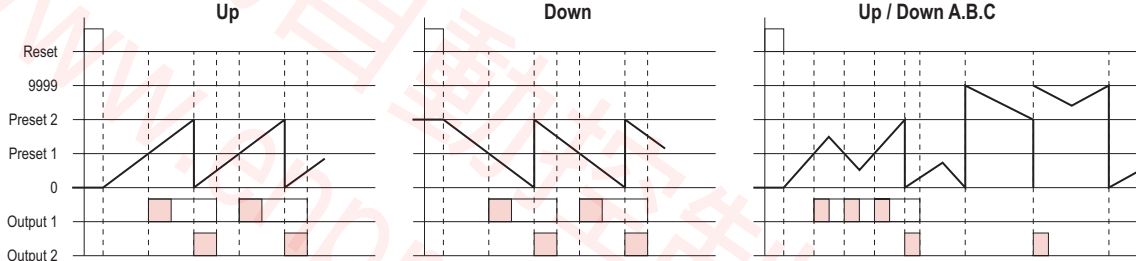 Up
Down
Up / Down A.B.C
Reset
9999
Preset 2
Preset 1
0
Output 1
Output 2